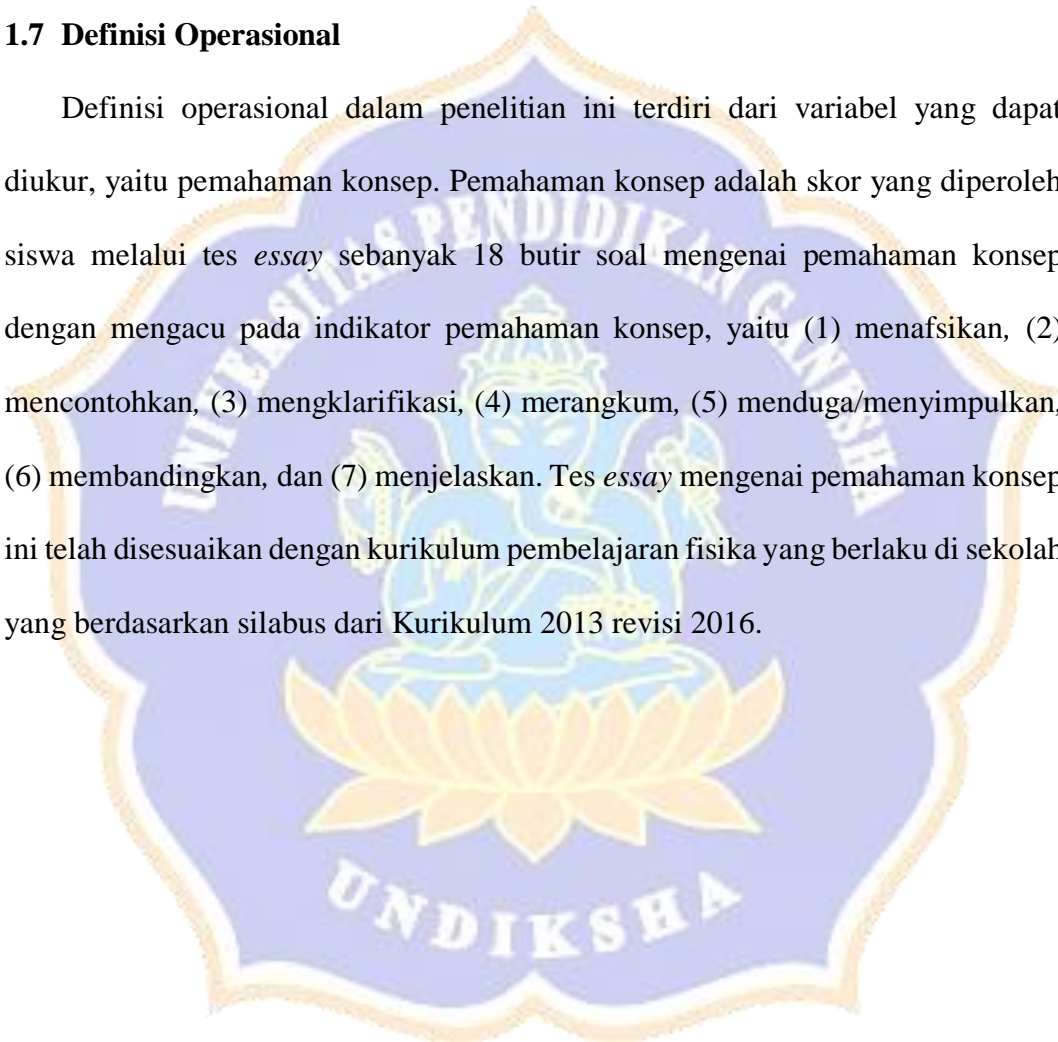 1.7 Definisi Operasional
Definisi operasional dalam penelitian ini terdiri dari variabel yang dapat
diukur, yaitu pemahaman konsep. Pemahaman konsep adalah skor yang diperoleh
siswa melalui tes essay sebanyak 18 butir soal mengenai pemahaman konsep
dengan mengacu pada indikator pemahaman konsep, yaitu (1) menafsikan, (2)
mencontohkan, (3) mengklarifikasi, (4) merangkum, (5) menduga/menyimpulkan,
(6) membandingkan, dan (7) menjelaskan. Tes essay mengenai pemahaman konsep
ini telah disesuaikan dengan kurikulum pembelajaran fisika yang berlaku di sekolah
yang berdasarkan silabus dari Kurikulum 2013 revisi 2016.
UNIVERSITAS PENDIDIKAN GANESHA
UNDIKSHA